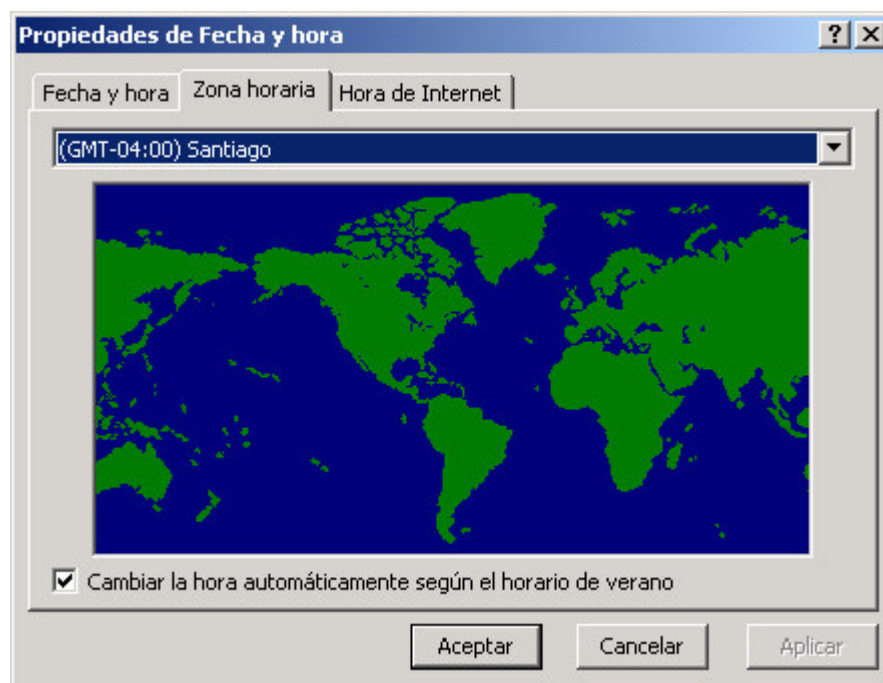 Propiedades de Fecha y hora
Fecha y hora Zona horaria Hora de Internet
(GMT-04:00) Santiago
Cambiar la hora automáticamente según el horario de verano
Aceptar Cancelar Aplicar